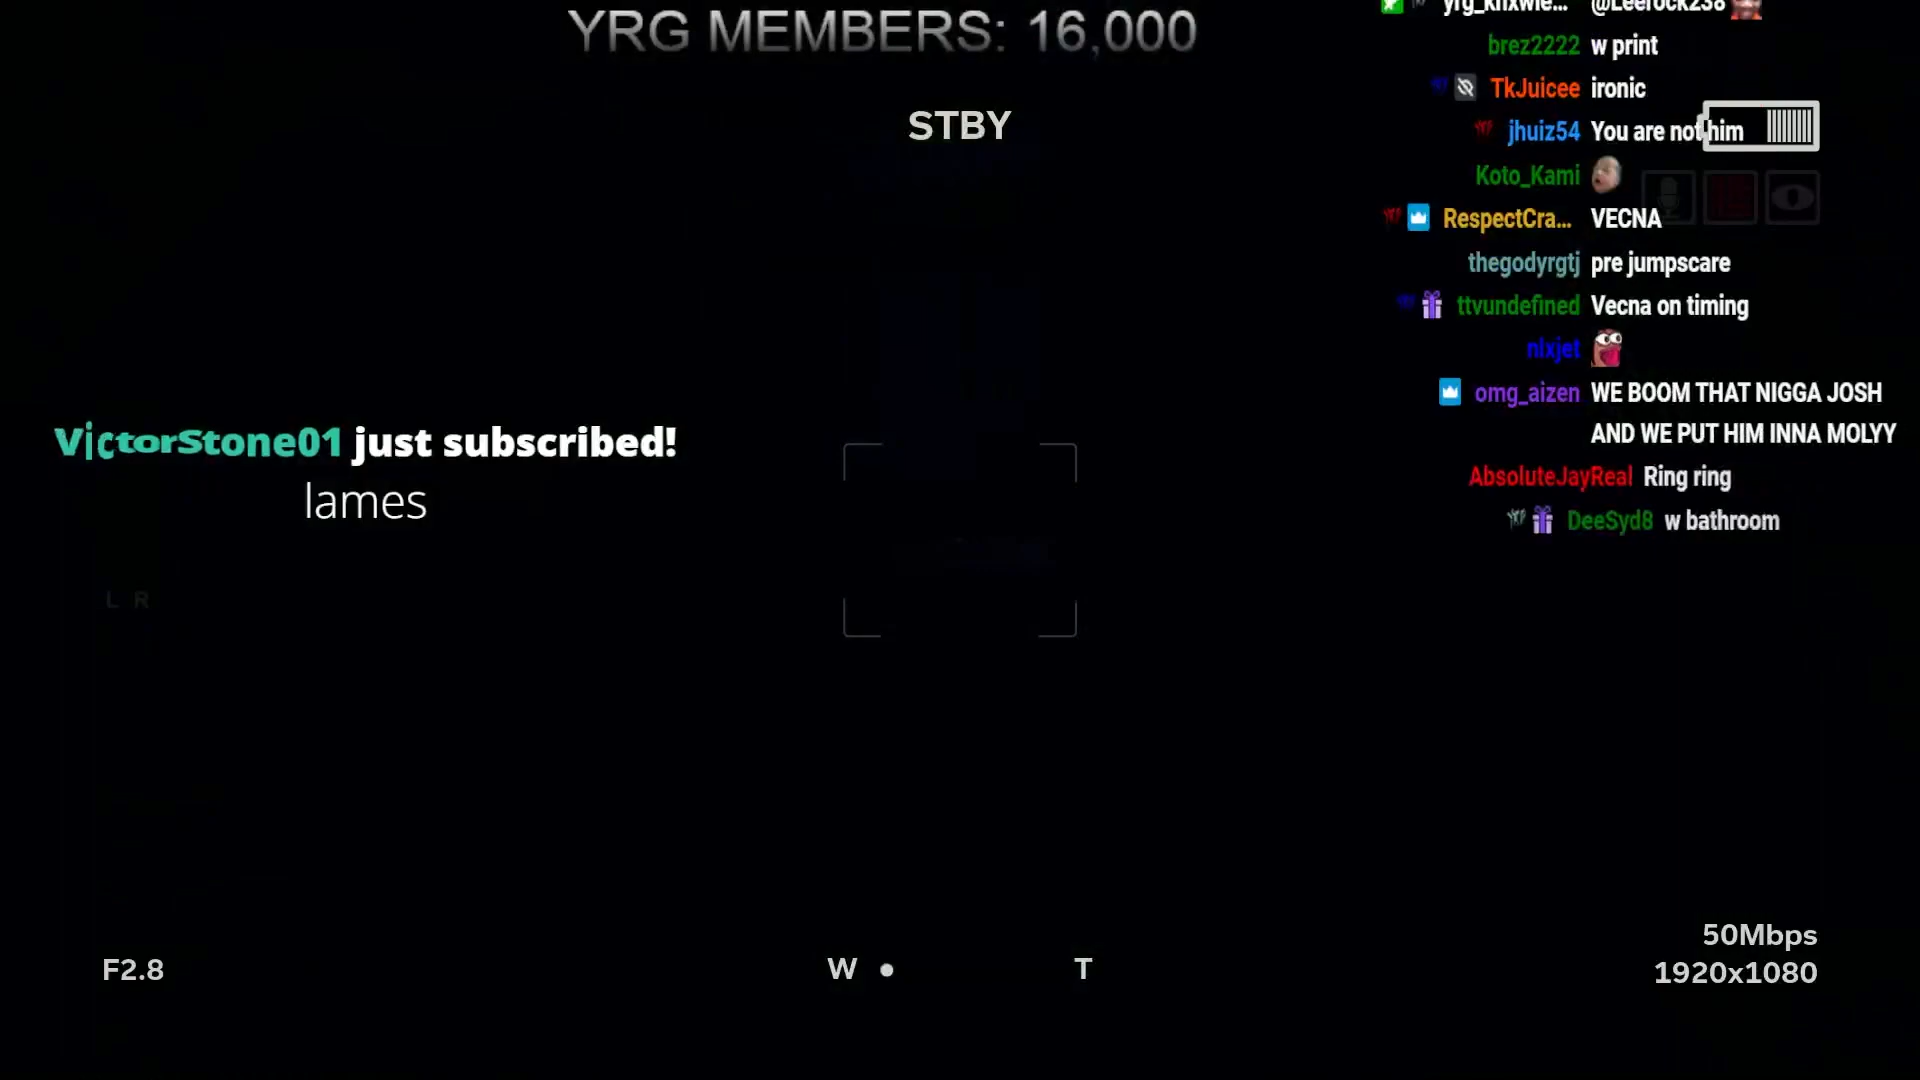 YRG MEMBERS: 16,000
@Leerock238
brez2222 w print
STBY
TkJuicee ironic
jhuiz54 You are not him
Koto_Kami
RespectCra... VECNA
thegodyrgtj pre jumpscare
ttvundefined Vecna on timing
nlxjet
omg_aizen WE BOOM THAT NIGGA JOSH
AND WE PUT HIM INNA MOLYY
VictorStone01 just subscribed!
lames
AbsoluteJayReal Ring ring
DeeSyd8 w bathroom
L R
50Mbps
F2.8
W T
1920x1080